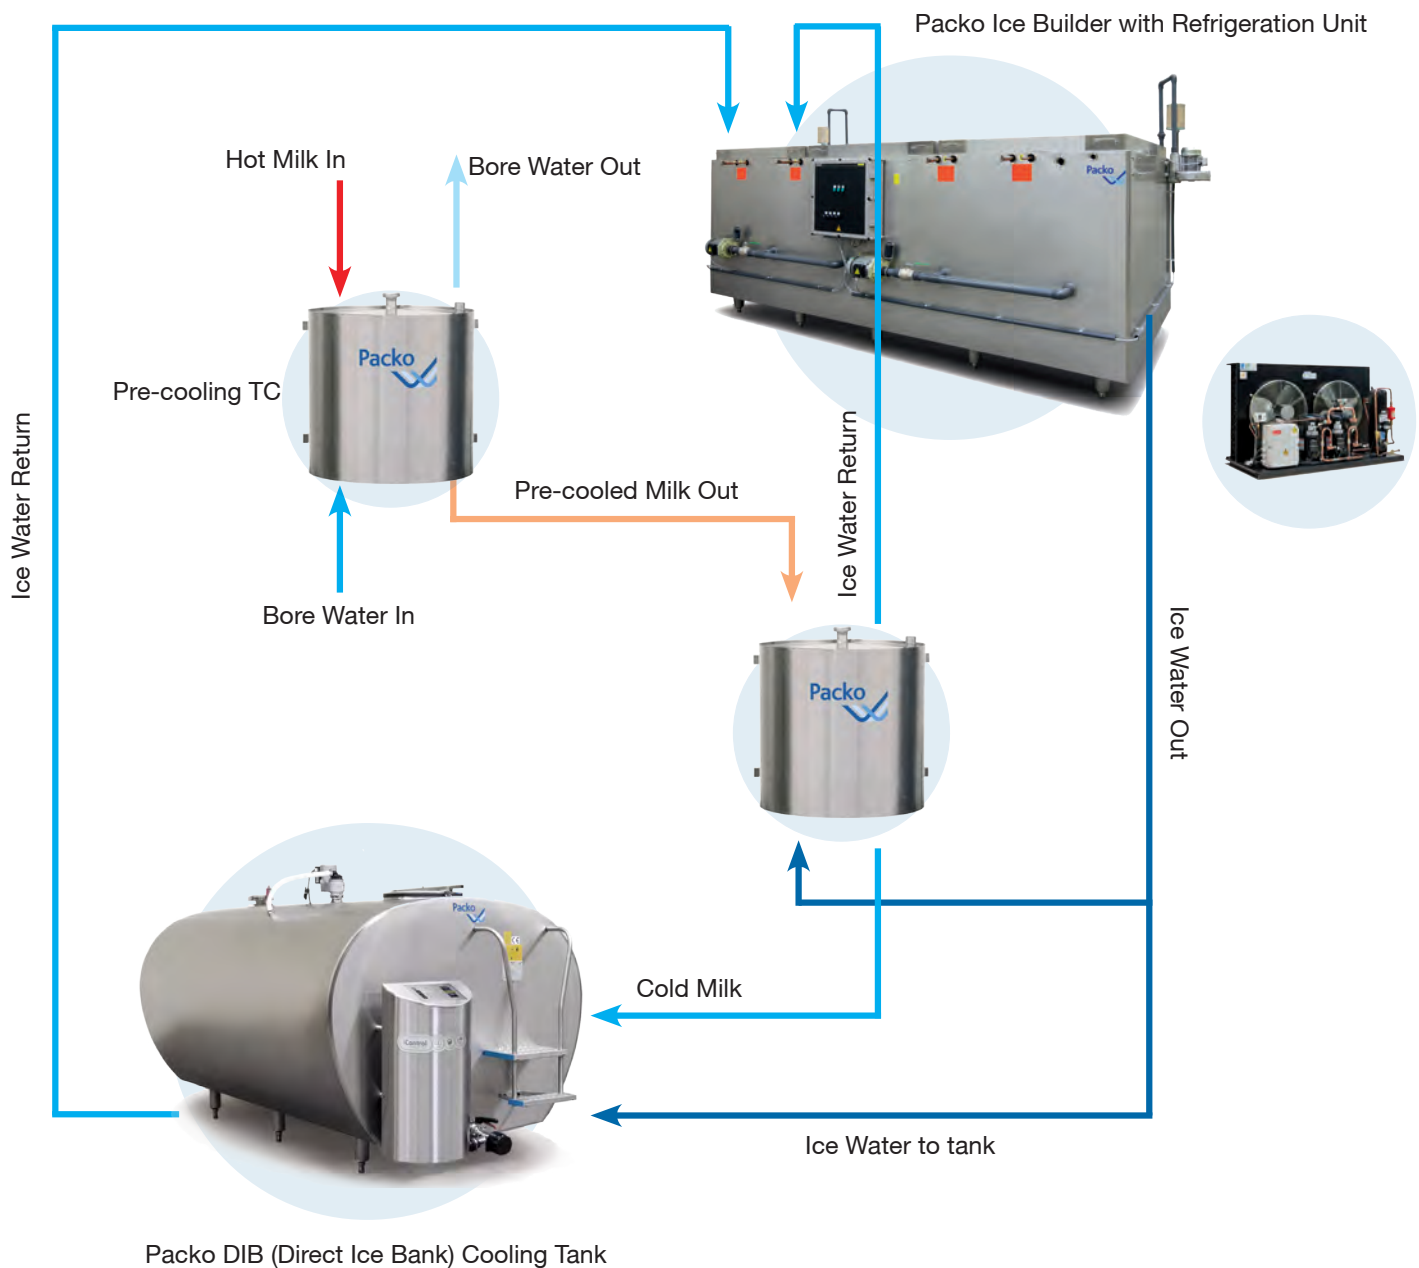 Packo Ice Builder with Refrigeration Unit
Hot Milk In
Bore Water Out
Packo
Packo
Pre-cooling TC
Ice Water Return
Pre-cooled Milk Out
Ice Water Return
Bore Water In
Ice Water Out
Packo
Packo
Cold Milk
Ice Water to tank
Packo DIB (Direct Ice Bank) Cooling Tank